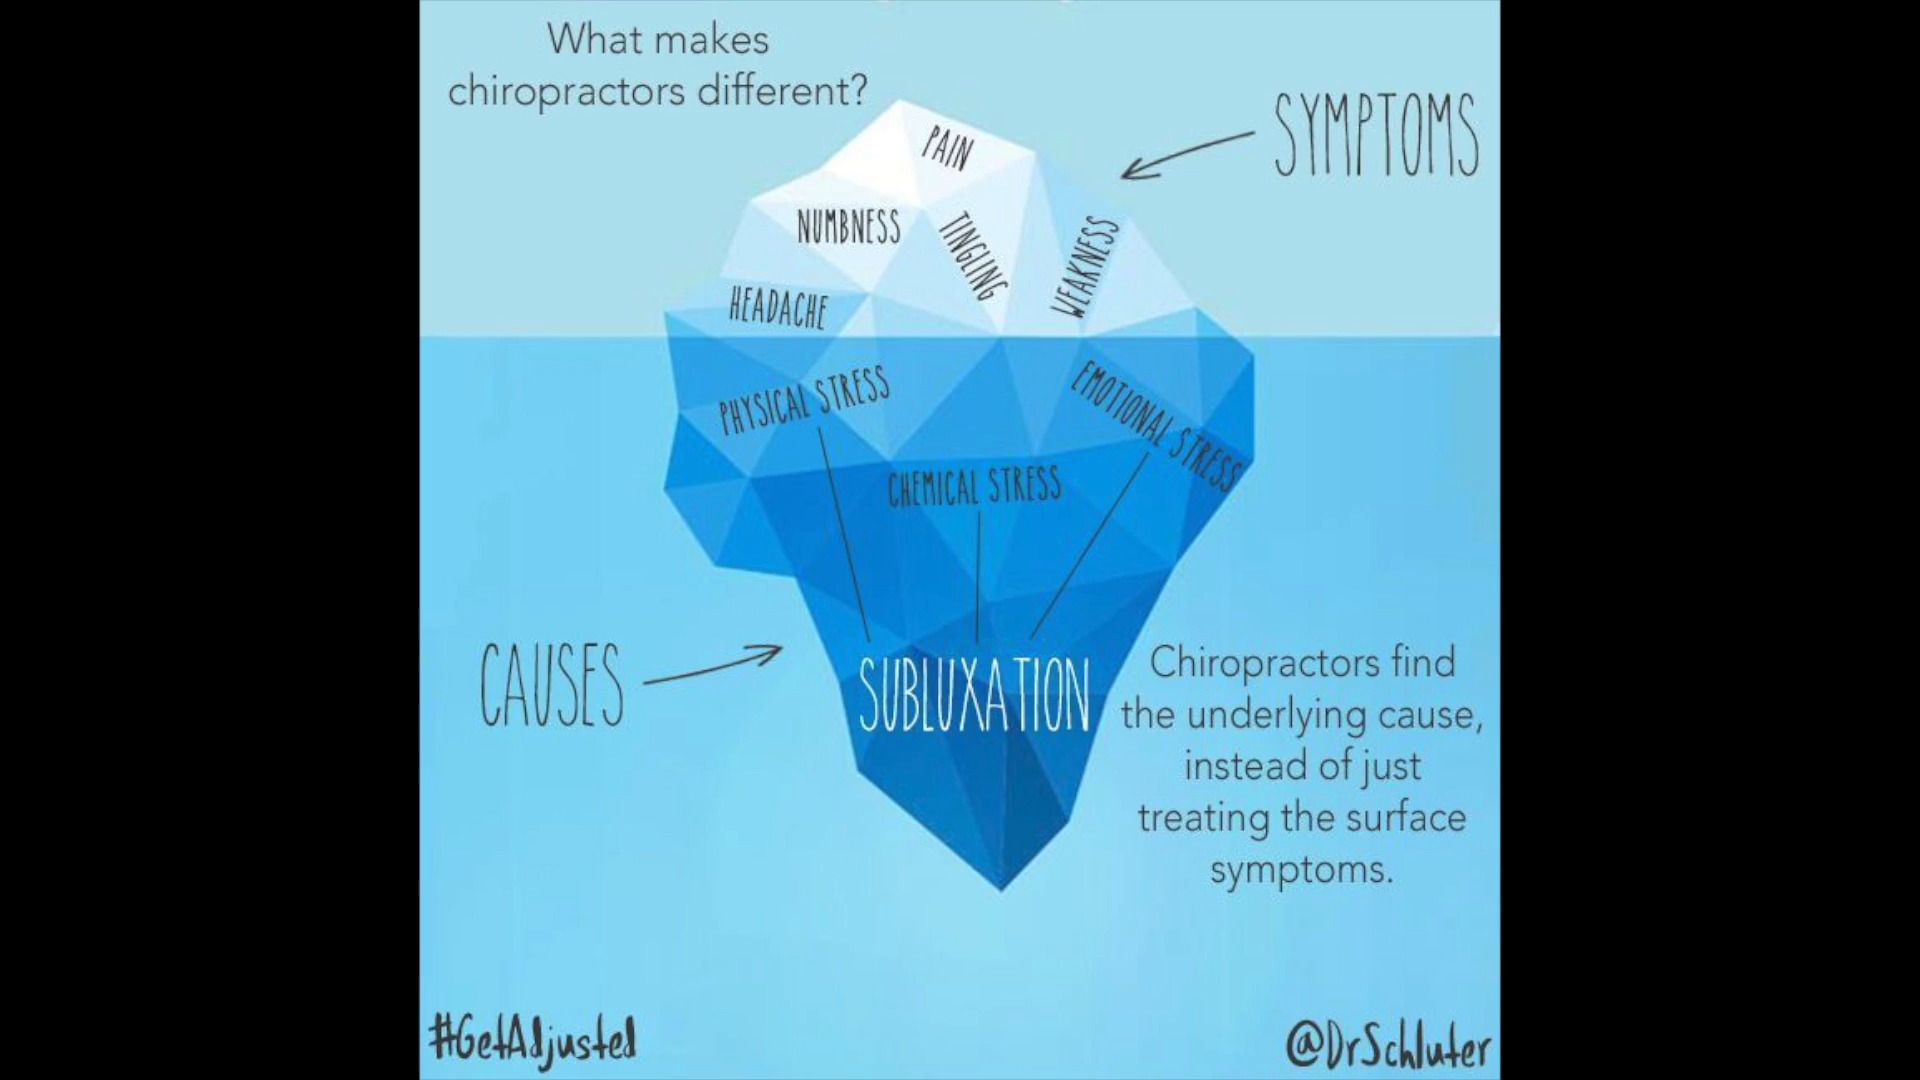 What makes
chiropractors different?
SYMPTOMS
PAIN
NUMBNESS
TINGLING
WEAKNESS
HEADACHE
PHYSICAL STRESS
EMOTIONAL STRESS
CHEMICAL STRESS
CAUSES
SUBLUXATION
Chiropractors find
the underlying cause,
instead of just
treating the surface
symptoms.
#GetAdjusted
@DrSchluter